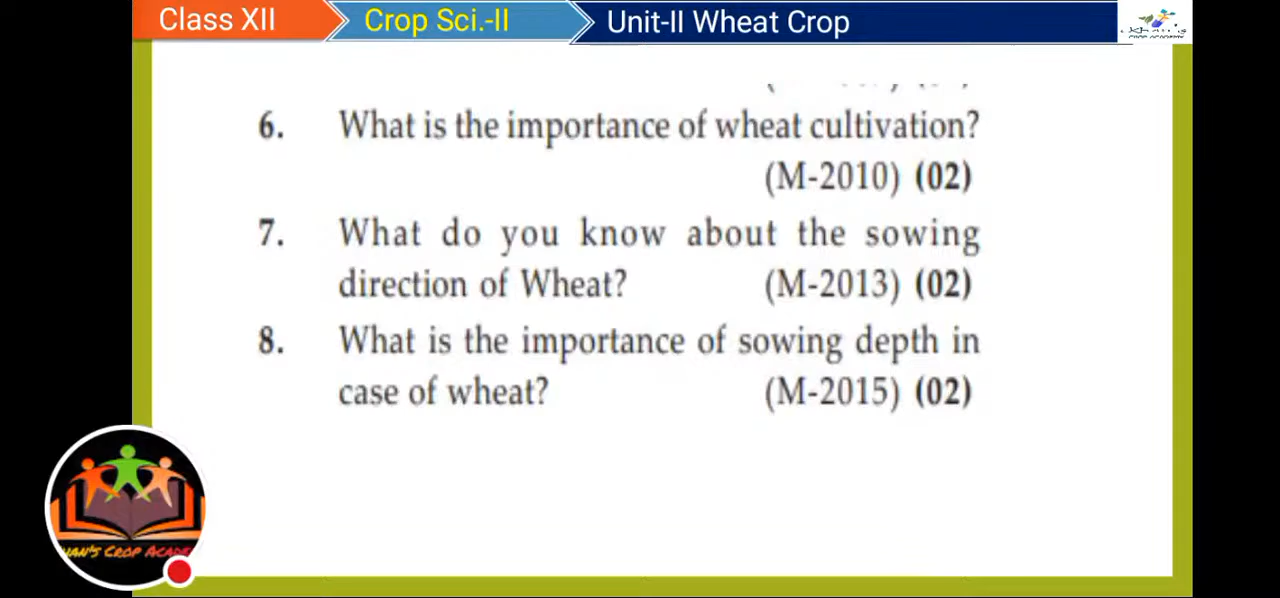 Class XII Crop Sci.-II Unit-II Wheat Crop
6. What is the importance of wheat cultivation?
(M-2010) (02)
7. What do you know about the sowing
direction of Wheat? (M-2013) (02)
8. What is the importance of sowing depth in
case of wheat? (M-2015) (02)
CROP ACADE